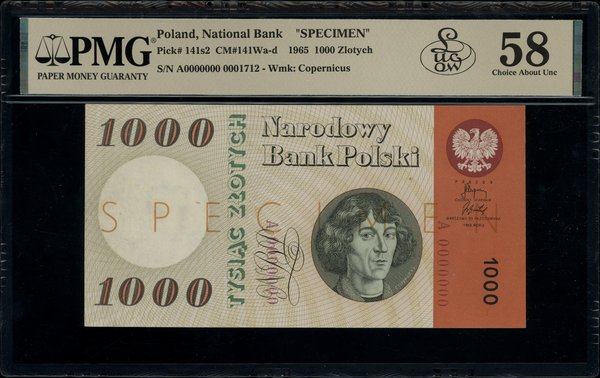 PMG
PAPER MONEY GUARANTY
Poland, National Bank "SPECIMEN"
Pick# 141s2 CM#141Wa-d 1965 1000 Zlotych
S/N A0000000 0001712 - Wmk: Copernicus
58
Choice About Unc
1000
1000
TYSIĄC ZŁOTYCH
Narodowy
Bank Polski
SPECIMEN
A 0000000
A 0000000
PREZES
1000